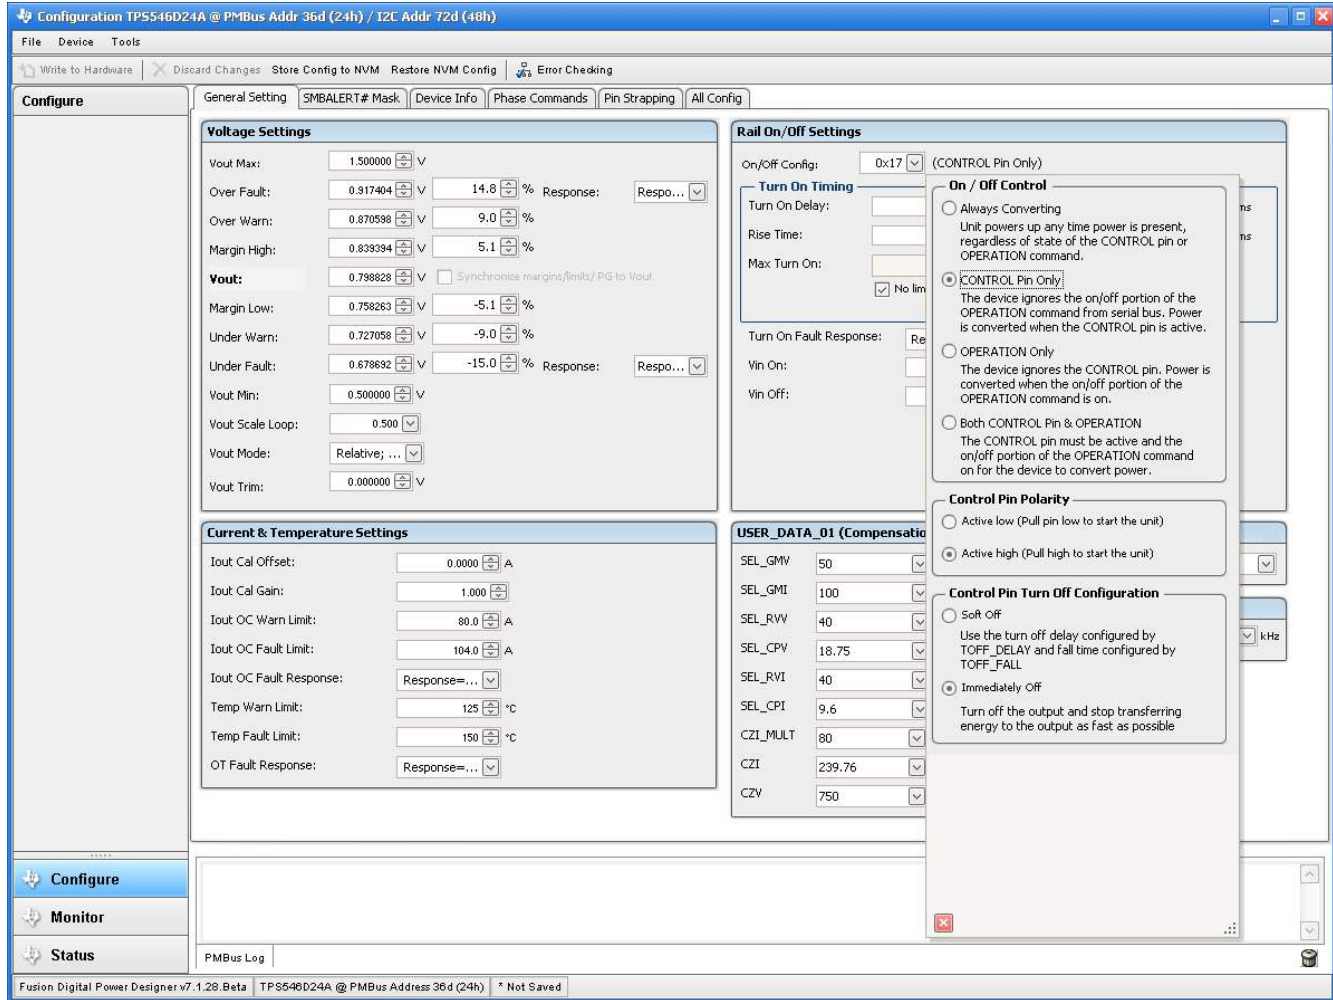 Configuration TPS546D24A @ PMBus Addr 36d (24h) / I2C Addr 72d (48h)
File Device Tools
Write to Hardware Discard Changes Store Config to NVM Restore NVM Config Error Checking
Configure
General Setting SMBALERT# Mask Device Info Phase Commands Pin Strapping All Config
Voltage Settings
Vout Max: 1.500000 V
Over Fault: 0.917404 V 14.8 % Response: Respo...
Over Warn: 0.870598 V 9.0 %
Margin High: 0.839394 V 5.1 %
Vout: 0.798828 V Synchronize margins/limits/ PG to Vout
Margin Low: 0.758263 V -5.1 %
Under Warn: 0.727058 V -9.0 %
Under Fault: 0.678692 V -15.0 % Response: Respo...
Vout Min: 0.500000 V
Vout Scale Loop: 0.500
Vout Mode: Relative; ...
Vout Trim: 0.000000 V
Rail On/Off Settings
On/Off Config: 0x17 (CONTROL Pin Only)
Turn On Timing
Turn On Delay: ms
Rise Time: ms
Max Turn On:
No lim
Turn On Fault Response: Re
Vin On:
Vin Off:
On / Off Control
Always Converting
Unit powers up any time power is present,
regardless of state of the CONTROL pin or
OPERATION command.
CONTROL Pin Only
The device ignores the on/off portion of the
OPERATION command from serial bus. Power
is converted when the CONTROL pin is active.
OPERATION Only
The device ignores the CONTROL pin. Power is
converted when the on/off portion of the
OPERATION command is on.
Both CONTROL Pin & OPERATION
The CONTROL pin must be active and the
on/off portion of the OPERATION command
on for the device to convert power.
Control Pin Polarity
Active low (Pull pin low to start the unit)
Active high (Pull high to start the unit)
Control Pin Turn Off Configuration
Soft Off
Use the turn off delay configured by
TOFF_DELAY and fall time configured by
TOFF_FALL
Immediately Off
Turn off the output and stop transferring
energy to the output as fast as possible
Current & Temperature Settings
Iout Cal Offset: 0.0000 A
Iout Cal Gain: 1.000
Iout OC Warn Limit: 80.0 A
Iout OC Fault Limit: 104.0 A
Iout OC Fault Response: Response=...
Temp Warn Limit: 125 °C
Temp Fault Limit: 150 °C
OT Fault Response: Response=...
USER_DATA_01 (Compensatio
SEL_GMV 50
SEL_GMI 100
SEL_RVV 40
SEL_CPV 18.75
SEL_RVI 40
SEL_CPI 9.6
CZI_MULT 80
CZI 239.76
CZV 750
kHz
Configure
Monitor
Status
PMBus Log
Fusion Digital Power Designer v7.1.28.Beta TPS546D24A @ PMBus Address 36d (24h) * Not Saved